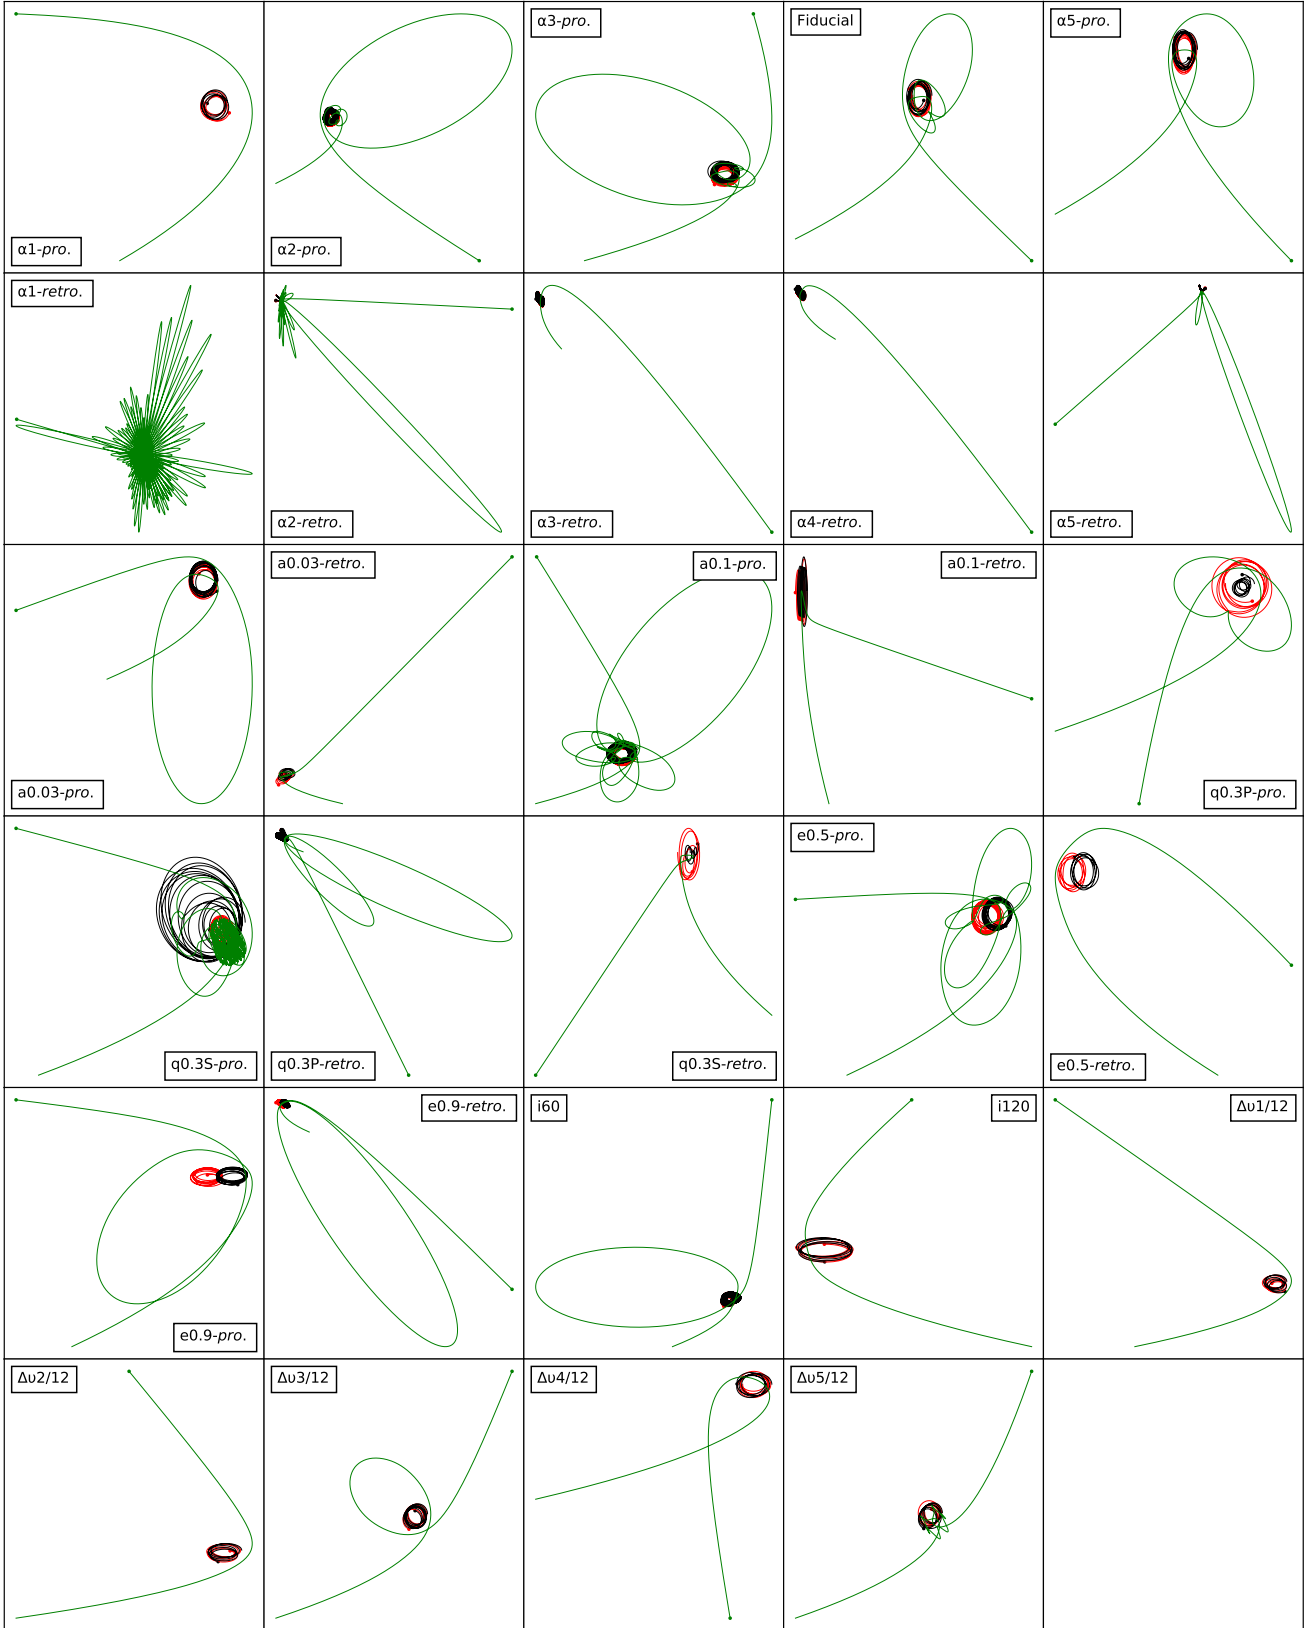 α1-pro.
α2-pro.
α3-pro.
Fiducial
α5-pro.
α1-retro.
α2-retro.
α3-retro.
α4-retro.
α5-retro.
a0.03-pro.
a0.03-retro.
a0.1-pro.
a0.1-retro.
q0.3P-pro.
q0.3S-pro.
q0.3P-retro.
q0.3S-retro.
e0.5-pro.
e0.5-retro.
e0.9-pro.
e0.9-retro.
i60
i120
Δυ1/12
Δυ2/12
Δυ3/12
Δυ4/12
Δυ5/12